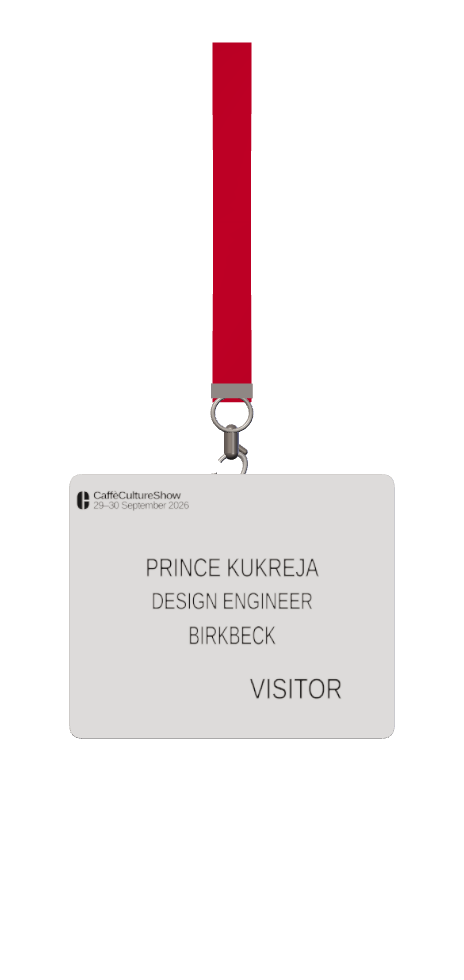 CaffèCultureShow
29–30 September 2026
PRINCE KUKREJA
DESIGN ENGINEER
BIRKBECK
VISITOR